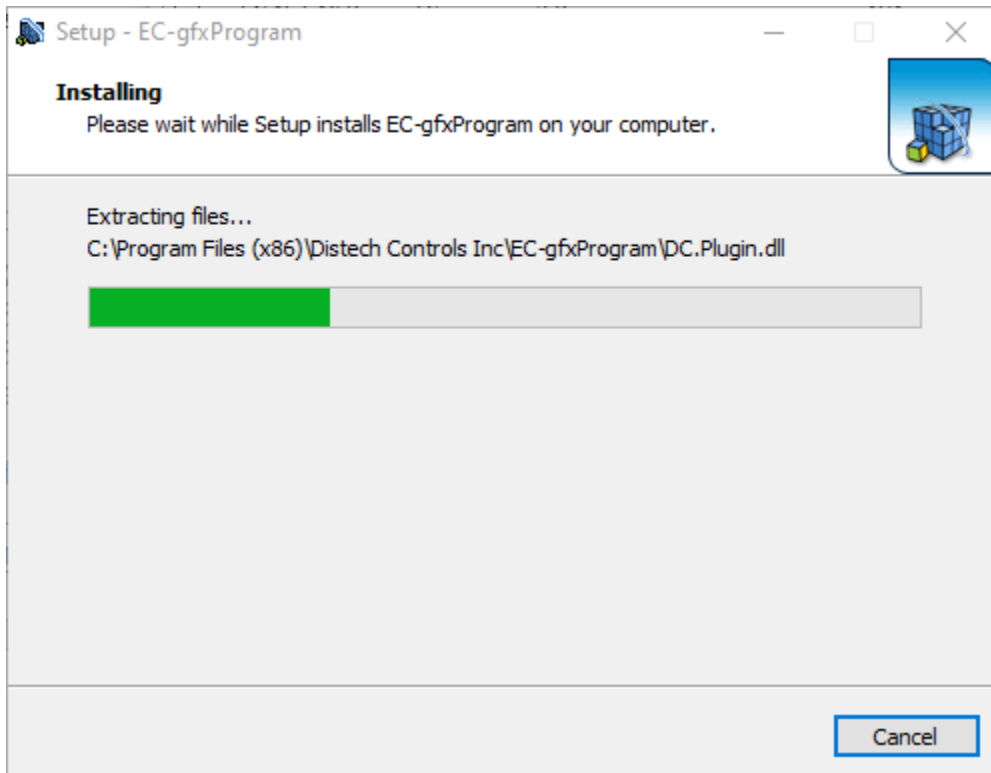 Setup - EC-gfxProgram
Installing
Please wait while Setup installs EC-gfxProgram on your computer.
Extracting files...
C:\Program Files (x86)\Distech Controls Inc\EC-gfxProgram\DC.Plugin.dll
Cancel